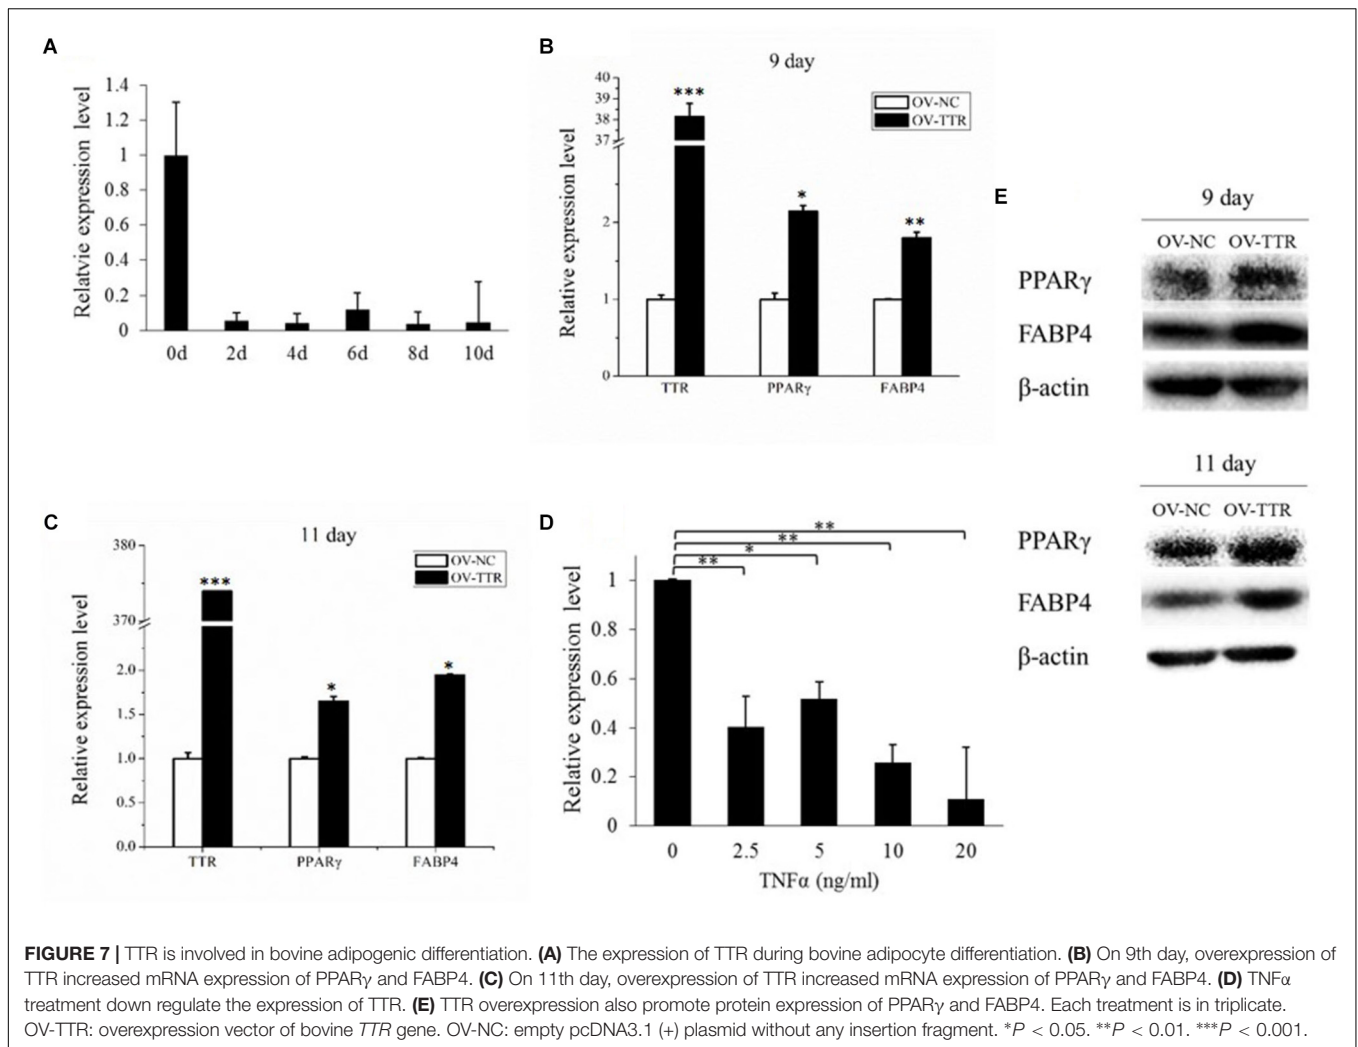 A
Relatvie expression level
1.4
1.2
1
0.8
0.6
0.4
0.2
0
0d 2d 4d 6d 8d 10d
B
9 day
Relative expression level
40
39
38
37
2
1
0
***
*
**
OV-NC
OV-TTR
TTR PPARγ FABP4
C
11 day
Relative expression level
380
370
2.0
1.5
1.0
0.5
0.0
***
*
*
OV-NC
OV-TTR
TTR PPARγ FABP4
D
Relative expression level
1
0.8
0.6
0.4
0.2
0
**
**
*
**
0 2.5 5 10 20
TNFα (ng/ml)
E
9 day
OV-NC OV-TTR
PPARγ
FABP4
β-actin
11 day
OV-NC OV-TTR
PPARγ
FABP4
β-actin
FIGURE 7 | TTR is involved in bovine adipogenic differentiation. (A) The expression of TTR during bovine adipocyte differentiation. (B) On 9th day, overexpression of
TTR increased mRNA expression of PPARγ and FABP4. (C) On 11th day, overexpression of TTR increased mRNA expression of PPARγ and FABP4. (D) TNFα
treatment down regulate the expression of TTR. (E) TTR overexpression also promote protein expression of PPARγ and FABP4. Each treatment is in triplicate.
OV-TTR: overexpression vector of bovine TTR gene. OV-NC: empty pcDNA3.1 (+) plasmid without any insertion fragment. *P < 0.05. **P < 0.01. ***P < 0.001.